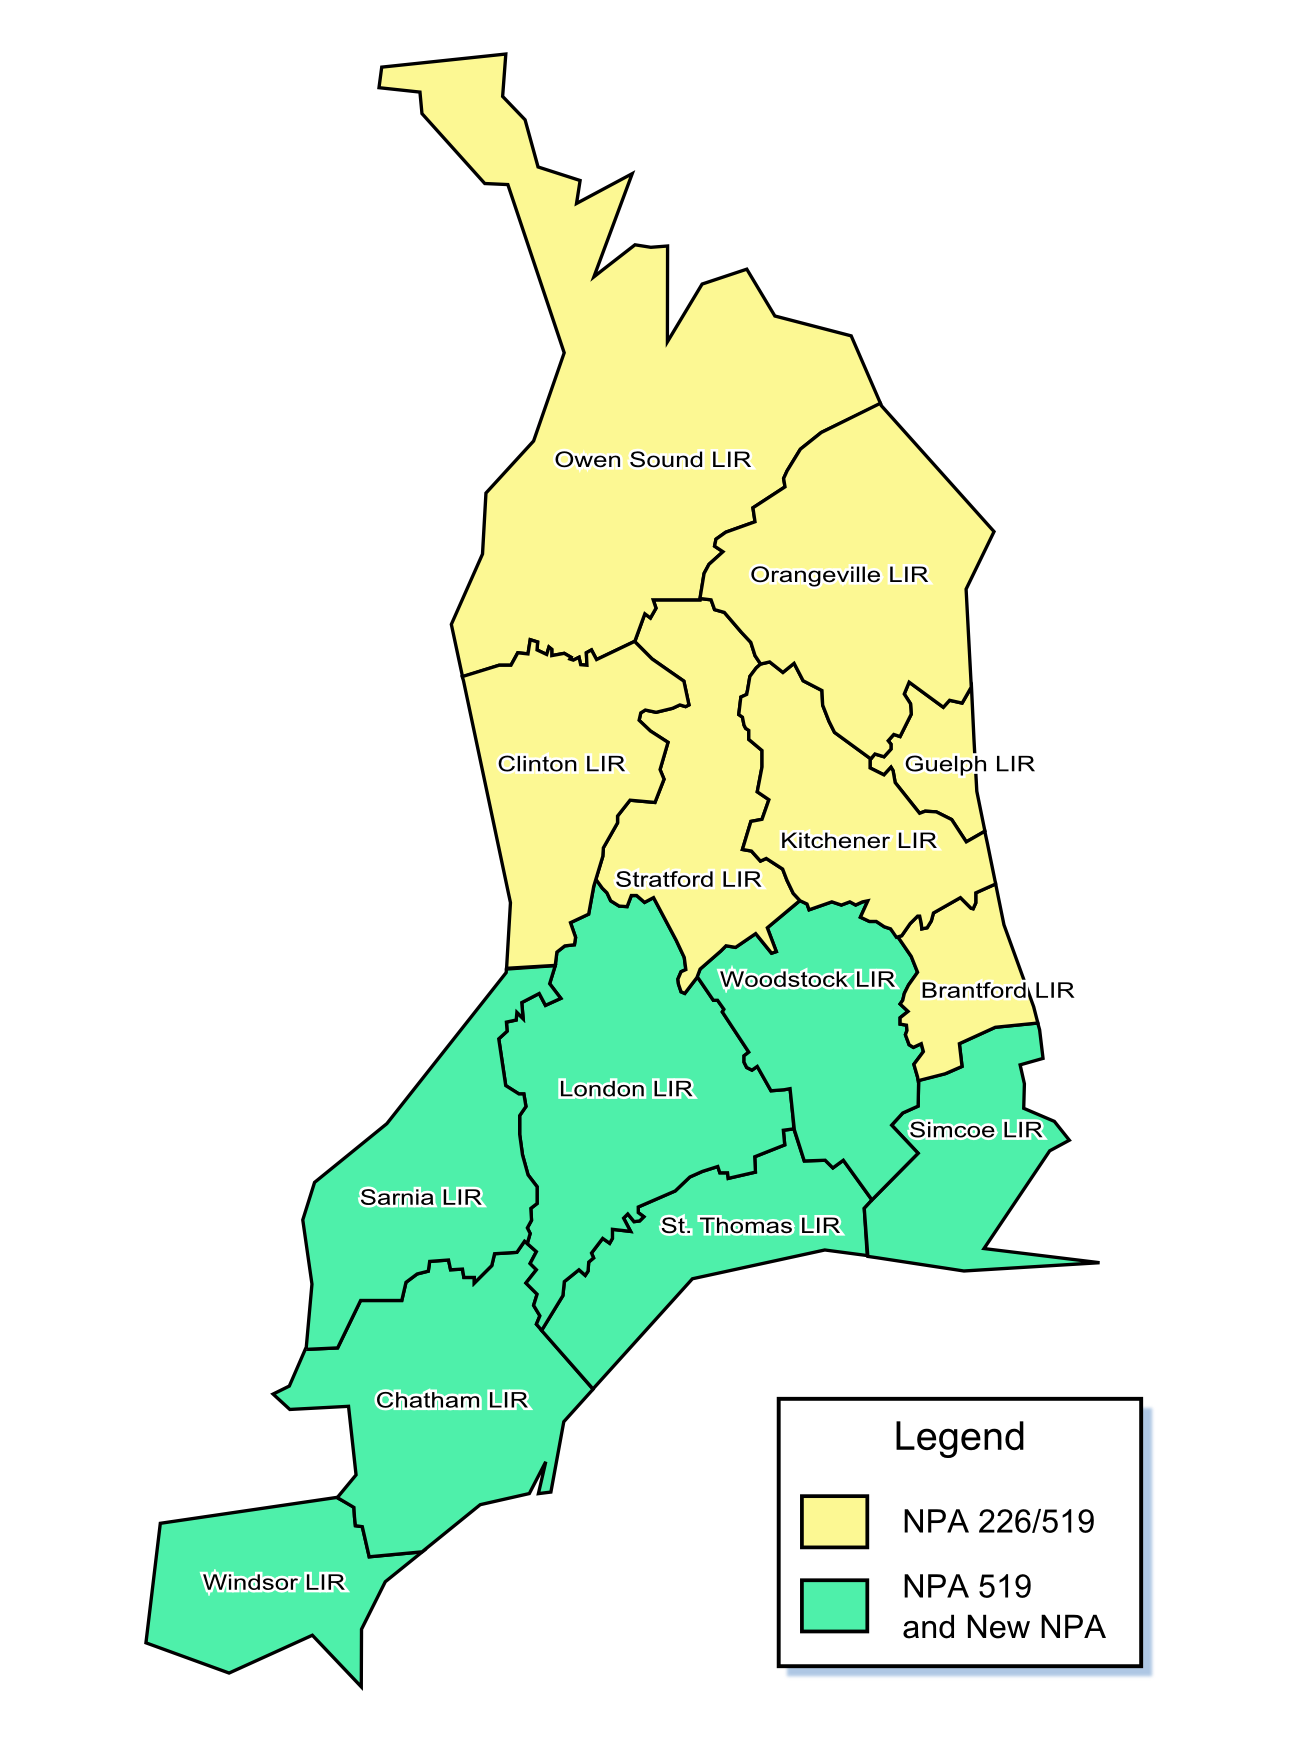 Owen Sound LIR
Orangeville LIR
Clinton LIR
Guelph LIR
Kitchener LIR
Stratford LIR
Woodstock LIR
Brantford LIR
London LIR
Simcoe LIR
Sarnia LIR
St. Thomas LIR
Chatham LIR
Windsor LIR
Legend
NPA 226/519
NPA 519
and New NPA